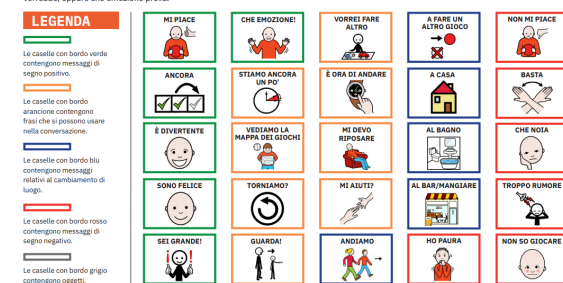 LEGENDA
Le caselle con bordo verde
contengono messaggi di
segno positivo.
Le caselle con bordo
arancione contengono
frasi che si possono usare
nella conversazione.
Le caselle con bordo blu
contengono messaggi
relativi al cambiamento di
luogo.
Le caselle con bordo rosso
contengono messaggi di
segno negativo.
Le caselle con bordo grigio
contengono oggetti.
MI PIACE
CHE EMOZIONE!
VORREI FARE
ALTRO
A FARE UN
ALTRO GIOCO
NON MI PIACE
ANCORA
STIAMO ANCORA
UN PO'
È ORA DI ANDARE
A CASA
BASTA
È DIVERTENTE
VEDIAMO LA
MAPPA DEI GIOCHI
MI DEVO
RIPOSARE
AL BAGNO
CHE NOIA
SONO FELICE
TORNIAMO?
MI AIUTI?
AL BAR/MANGIARE
TROPPO RUMORE
SEI GRANDE!
GUARDA!
ANDIAMO
HO PAURA
NON SO GIOCARE